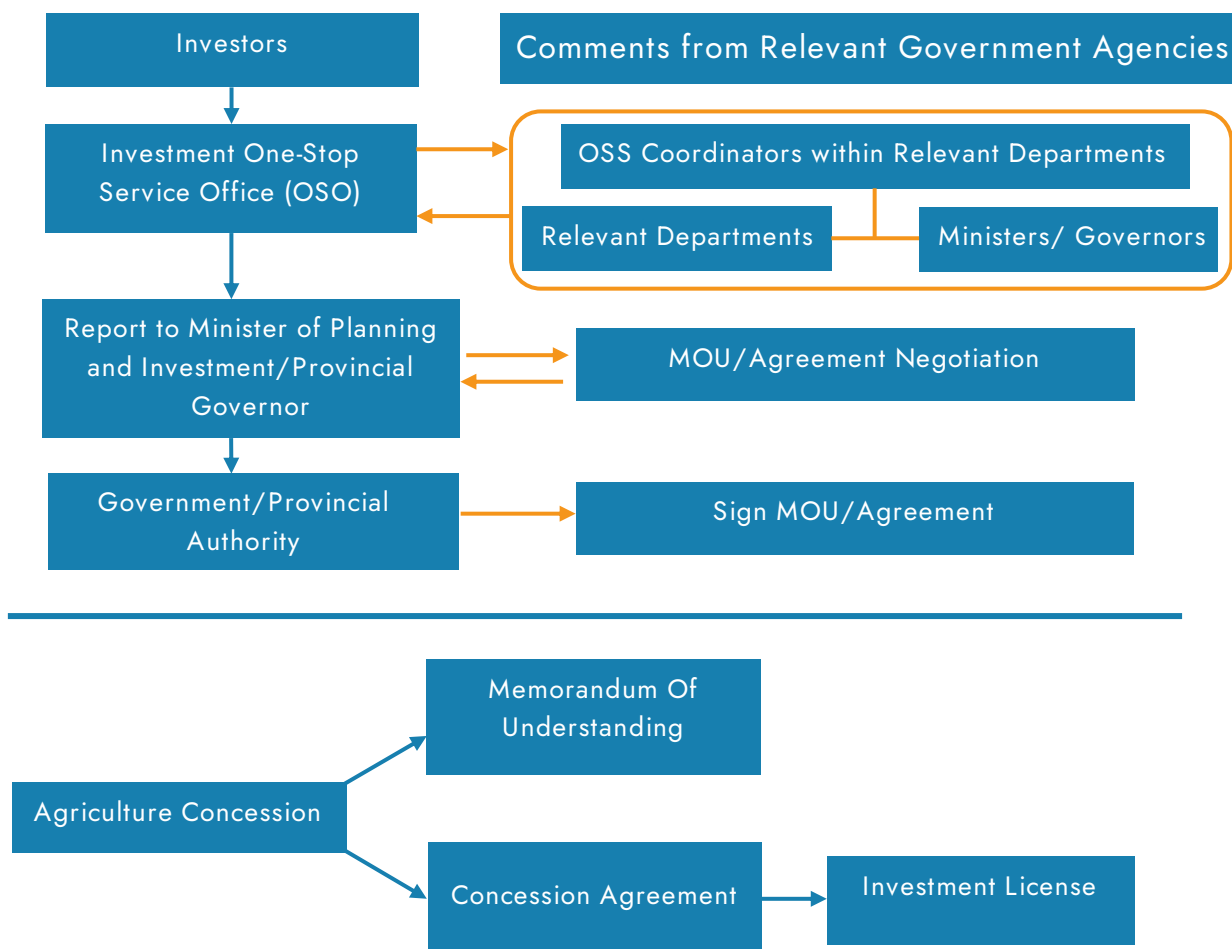 Investors
Comments from Relevant Government Agencies
Investment One-Stop
Service Office (OSO)
OSS Coordinators within Relevant Departments
Relevant Departments
Ministers/ Governors
Report to Minister of Planning
and Investment/Provincial
Governor
MOU/Agreement Negotiation
Government/Provincial
Authority
Sign MOU/Agreement
Memorandum Of
Understanding
Agriculture Concession
Concession Agreement
Investment License